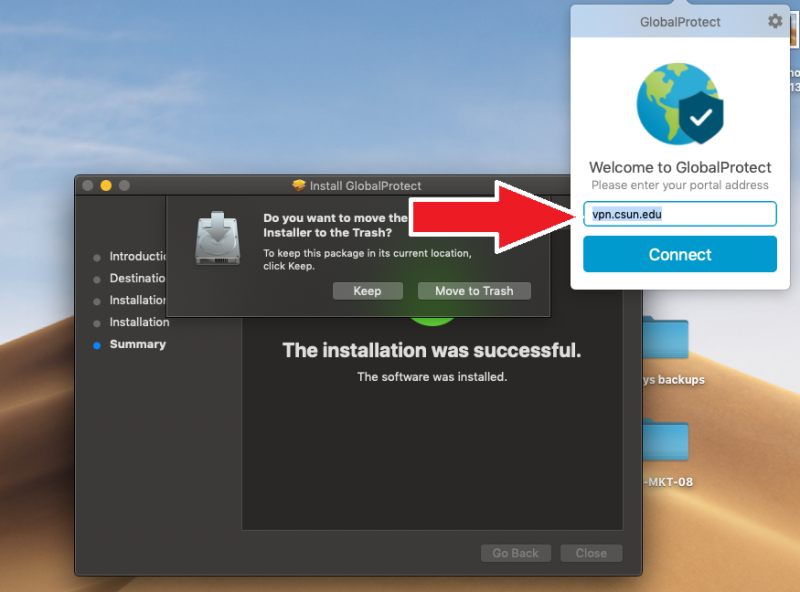 GlobalProtect
Welcome to GlobalProtect
Please enter your portal address
vpn.csun.edu
Connect
Install GlobalProtect
Do you want to move the
Installer to the Trash?
To keep this package in its current location,
click Keep.
Keep
Move to Trash
Introductic
Destinatio
Installation
Installation
Summary
The installation was successful.
The software was installed.
Go Back
Close
ys backups
-MKT-08